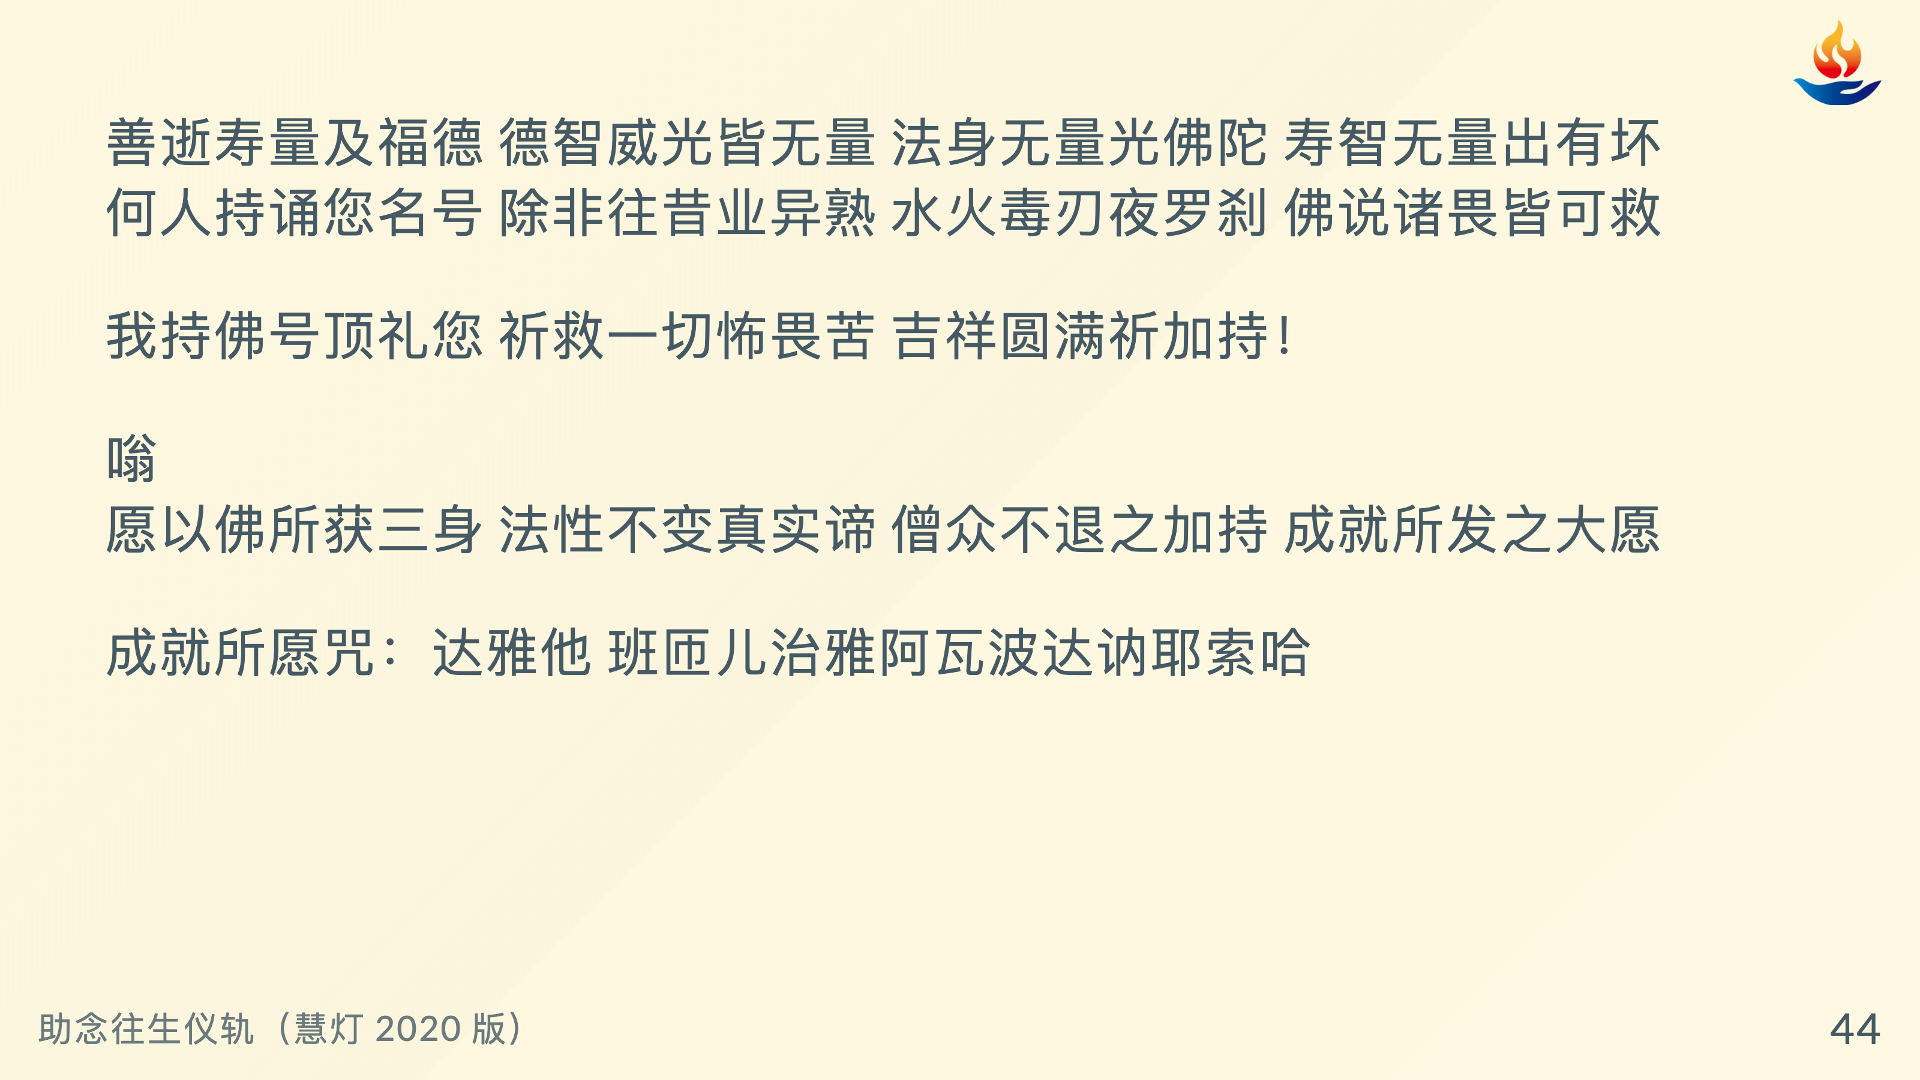 善逝寿量及福德 德智威光皆无量 法身无量光佛陀 寿智无量出有坏
何人持诵您名号 除非往昔业异熟 水火毒刃夜罗刹 佛说诸畏皆可救
我持佛号顶礼您 祈救一切怖畏苦 吉祥圆满祈加持！
嗡
愿以佛所获三身 法性不变真实谛 僧众不退之加持 成就所发之大愿
成就所愿咒：达雅他 班匝儿治雅阿瓦波达讷耶索哈
助念往生仪轨（慧灯 2020 版）
44